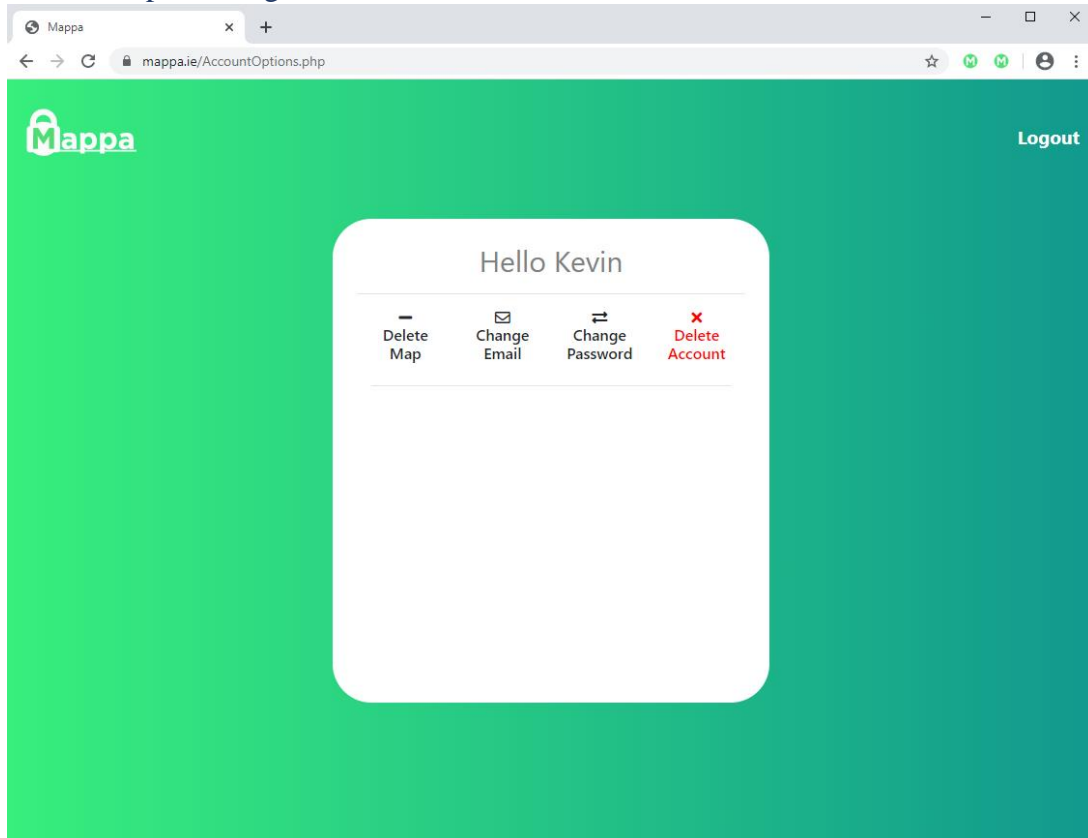 Mappa
mappa.ie/AccountOptions.php
Mappa
Logout
Hello Kevin
Delete Map
Change Email
Change Password
Delete Account